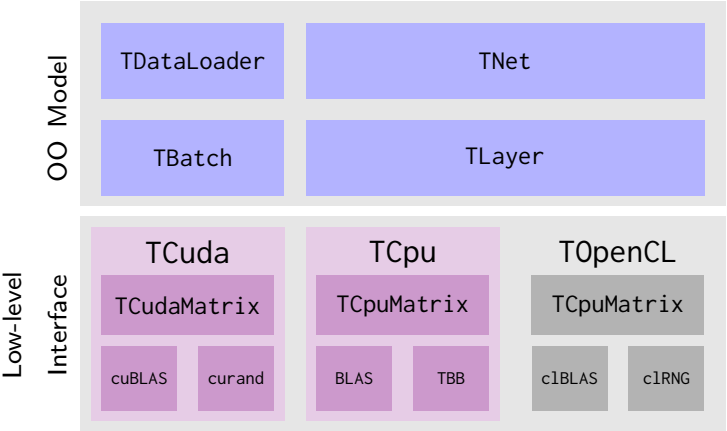 OO Model
TDataLoader
TNet
TBatch
TLayer
Low-level
Interface
TCuda
TCudaMatrix
cuBLAS
curand
TCpu
TCpuMatrix
BLAS
TBB
TOpenCL
TCpuMatrix
clBLAS
clRNG